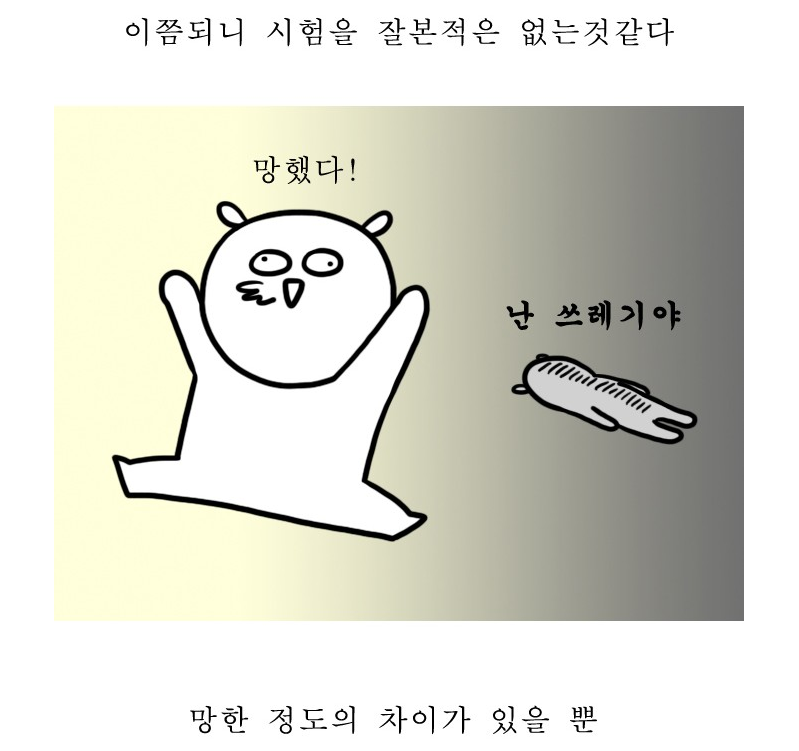 이쯤되니 시험을 잘본적은 없는것같다
망했다!
난 쓰레기야
망한 정도의 차이가 있을 뿐